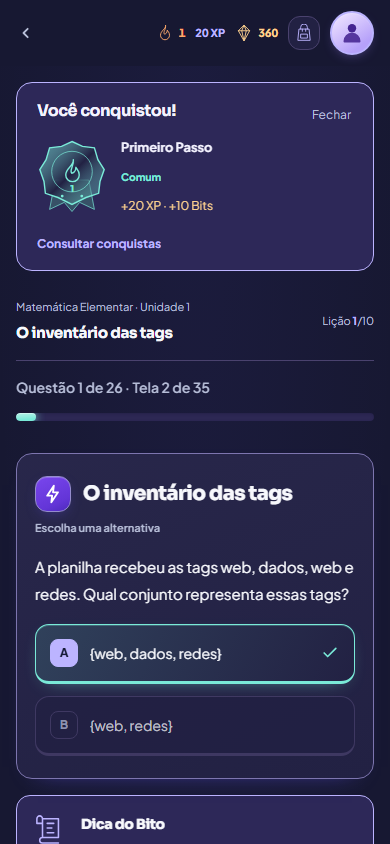 1 20 XP 360
Você conquistou!
Fechar
Primeiro Passo
Comum
+20 XP · +10 Bits
1
Consultar conquistas
Matemática Elementar · Unidade 1
O inventário das tags
Lição 1/10
Questão 1 de 26 · Tela 2 de 35
O inventário das tags
Escolha uma alternativa
A planilha recebeu as tags web, dados, web e
redes. Qual conjunto representa essas tags?
A {web, dados, redes}
B {web, redes}
Dica do Bito